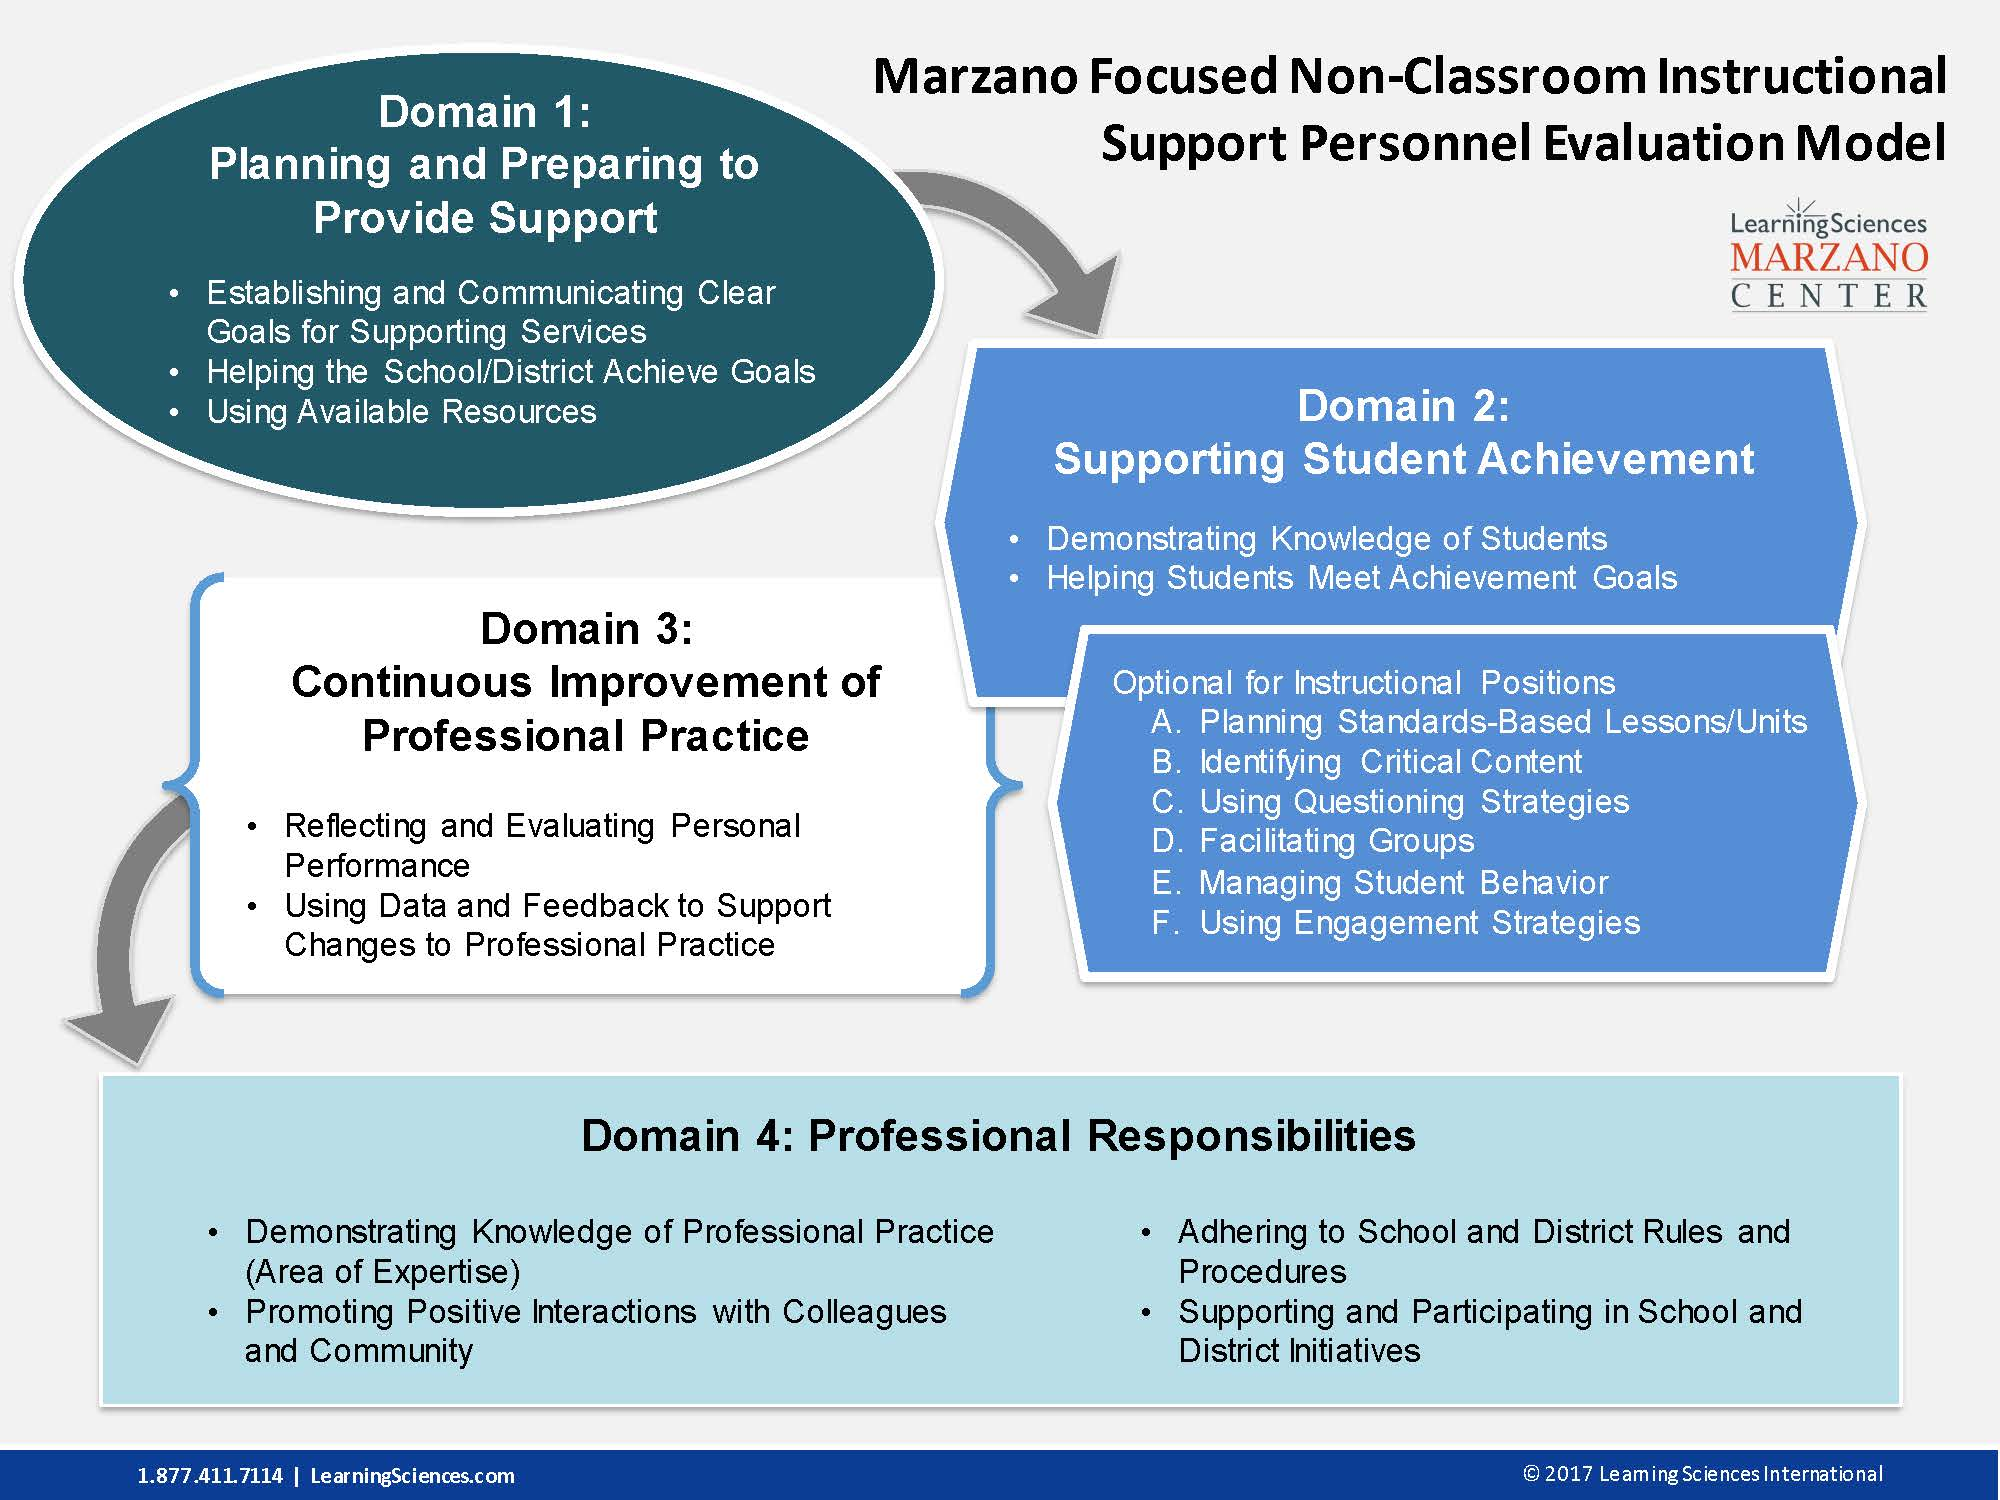 Marzano Focused Non-Classroom Instructional
Support Personnel Evaluation Model
LearningSciences
MARZANO
CENTER
Domain 1:
Planning and Preparing to
Provide Support
• Establishing and Communicating Clear
Goals for Supporting Services
• Helping the School/District Achieve Goals
• Using Available Resources
Domain 2:
Supporting Student Achievement
• Demonstrating Knowledge of Students
• Helping Students Meet Achievement Goals
Optional for Instructional Positions
A. Planning Standards-Based Lessons/Units
B. Identifying Critical Content
C. Using Questioning Strategies
D. Facilitating Groups
E. Managing Student Behavior
F. Using Engagement Strategies
Domain 3:
Continuous Improvement of
Professional Practice
• Reflecting and Evaluating Personal
Performance
• Using Data and Feedback to Support
Changes to Professional Practice
Domain 4: Professional Responsibilities
• Demonstrating Knowledge of Professional Practice
(Area of Expertise)
• Promoting Positive Interactions with Colleagues
and Community
• Adhering to School and District Rules and
Procedures
• Supporting and Participating in School and
District Initiatives
1.877.411.7114 | LearningSciences.com
© 2017 Learning Sciences International